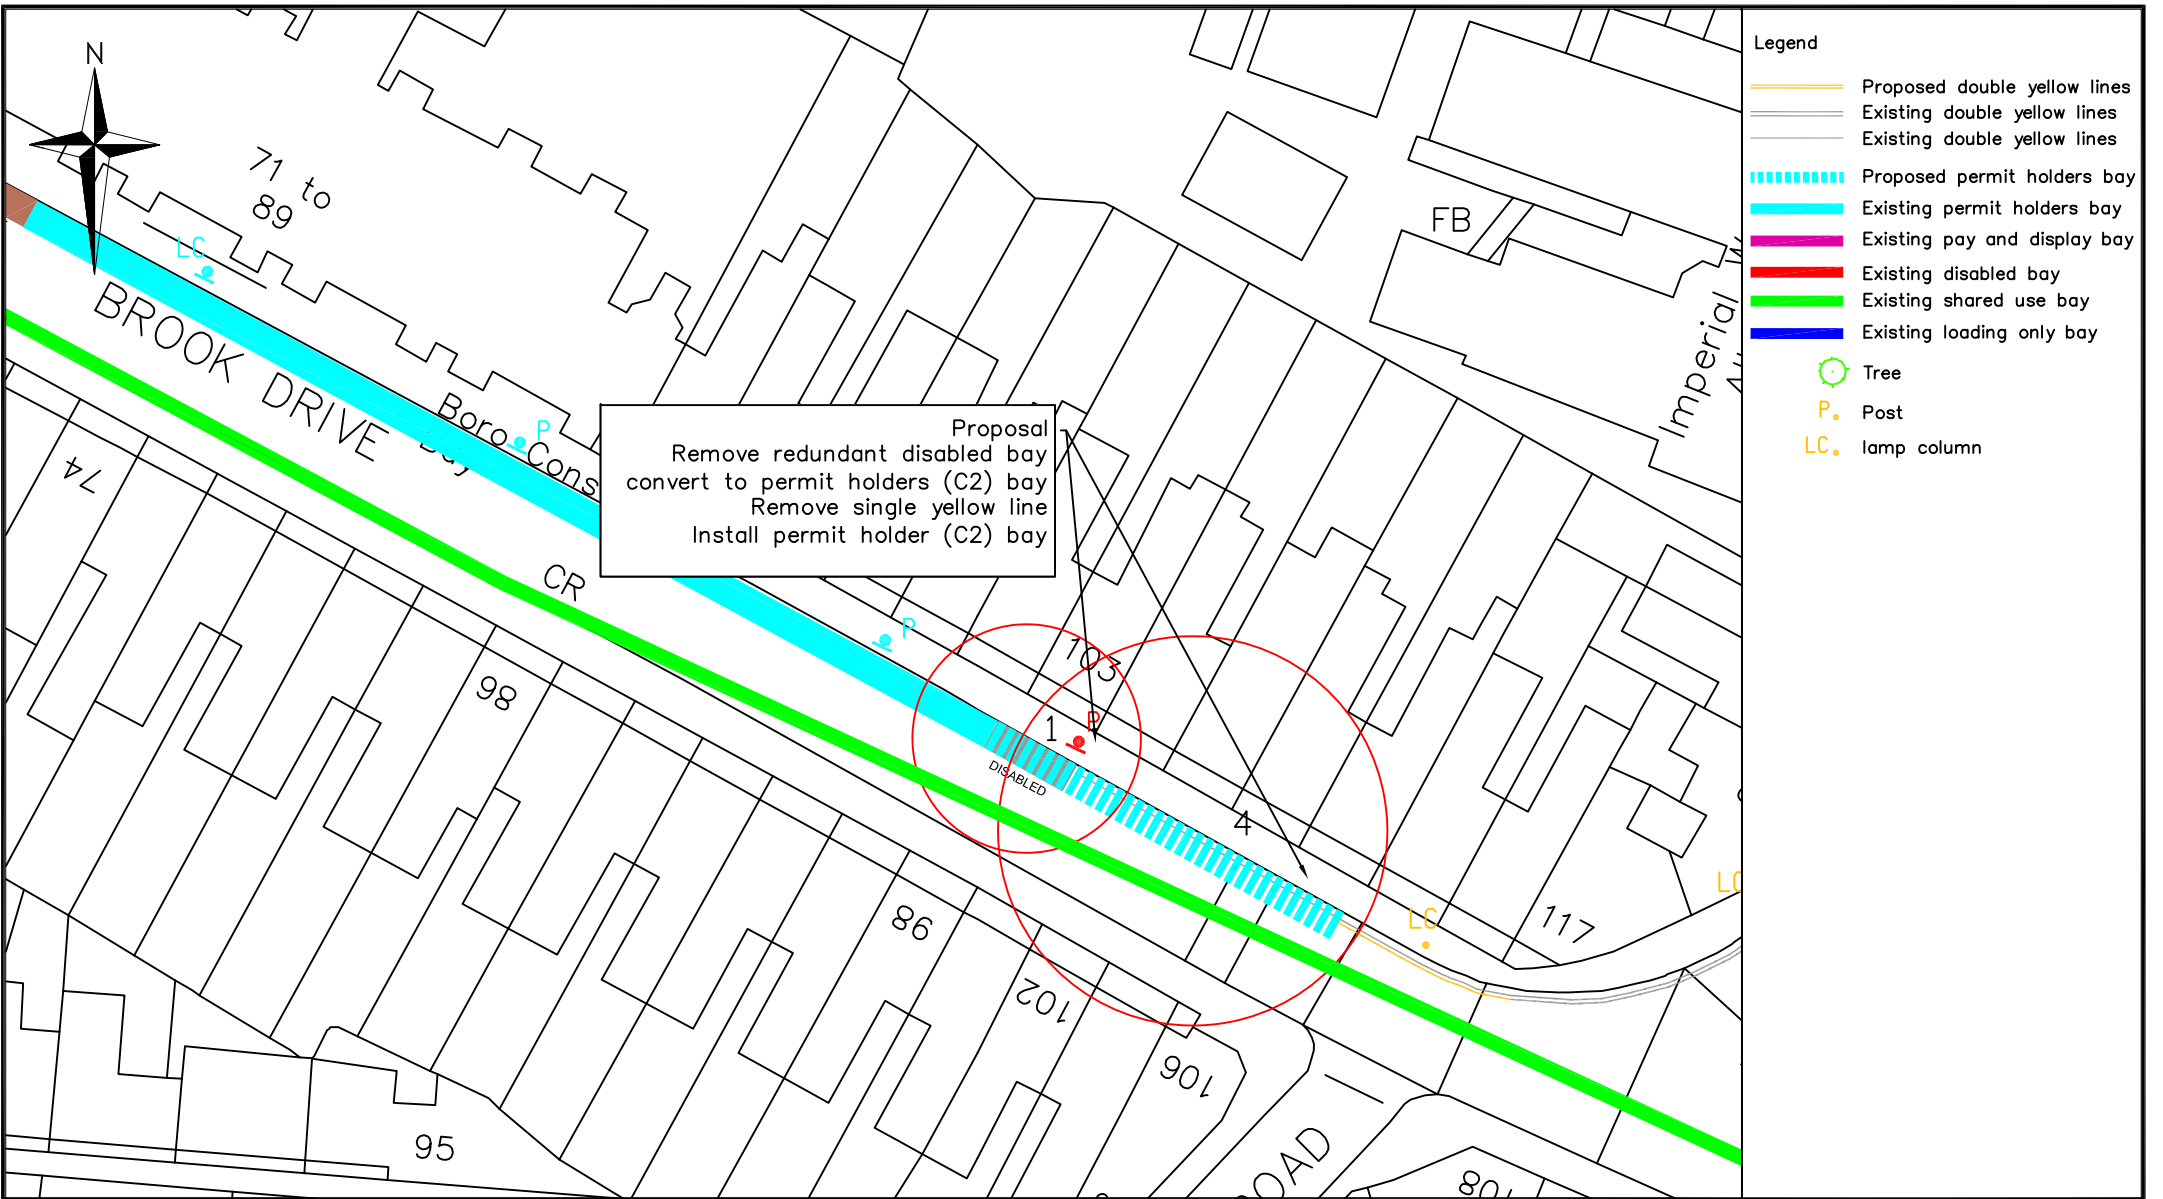 N
71 to
89
LC
BROOK DRIVE
Boro Cons
P
FB
Imperial
74
CR
Proposal
Remove redundant disabled bay
convert to permit holders (C2) bay
Remove single yellow line
Install permit holder (C2) bay
P
103
1
P
DISABLED
4
98
98
102
106
LC
117
LC
95
OAD
108
Legend
Proposed double yellow lines
Existing double yellow lines
Existing double yellow lines
Proposed permit holders bay
Existing permit holders bay
Existing pay and display bay
Existing disabled bay
Existing shared use bay
Existing loading only bay
Tree
P. Post
LC. lamp column